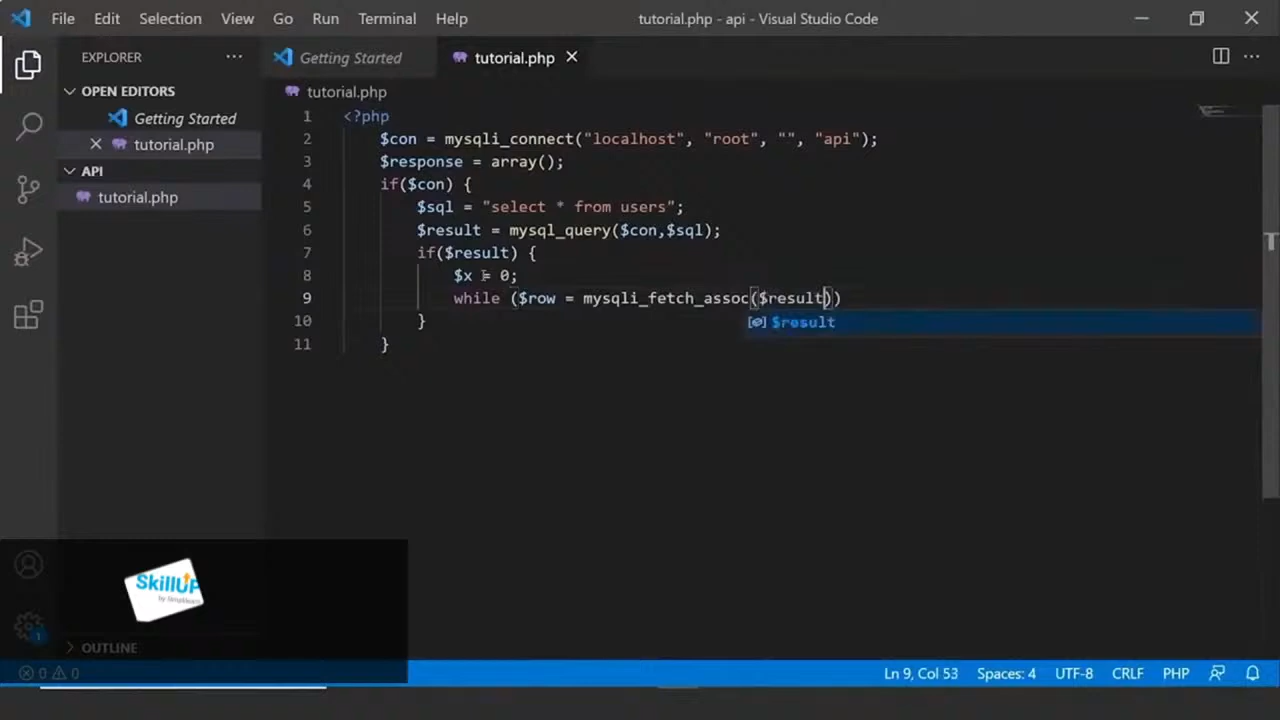 File Edit Selection View Go Run Terminal Help tutorial.php - api - Visual Studio Code
EXPLORER
Getting Started
tutorial.php
OPEN EDITORS
Getting Started
tutorial.php
API
tutorial.php
tutorial.php
1 <?php
2 $con = mysqli_connect("localhost", "root", "", "api");
3 $response = array();
4 if($con) {
5 $sql = "select * from users";
6 $result = mysql_query($con,$sql);
7 if($result) {
8 $x = 0;
9 while ($row = mysqli_fetch_assoc($result))
$result
10 }
11 }
SkillUP
by Simplilearn
1
OUTLINE
0 0
Ln 9, Col 53 Spaces: 4 UTF-8 CRLF PHP